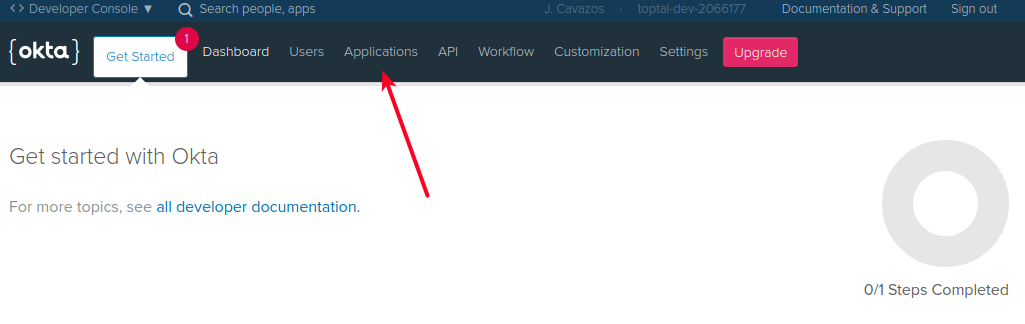 <> Developer Console ▼ Search people, apps J. Cavazos - toptal-dev-2066177 Documentation & Support Sign out
{okta} Get Started 1 Dashboard Users Applications API Workflow Customization Settings Upgrade
Get started with Okta
For more topics, see all developer documentation.
0/1 Steps Completed